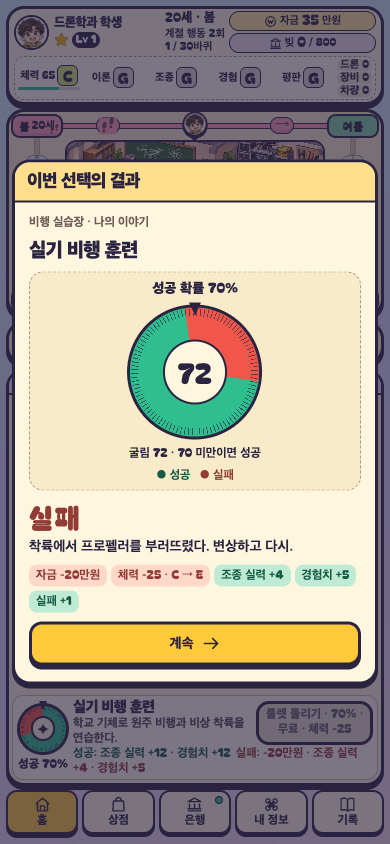 드론학과 학생
Lv 1
20세 · 봄
계절 행동 2회
1 / 30바퀴
자금 35 만원
빚 0 / 800
체력 65 C
이론 G
조종 G
경험 G
평판 G
드론 0
장비 0
차량 0
봄 20세
여름
이번 선택의 결과
비행 실습장 · 나의 이야기
실기 비행 훈련
성공 확률 70%
72
굴림 72 · 70 미만이면 성공
성공 실패
실패
착륙에서 프로펠러를 부러뜨렸다. 변상하고 다시.
자금 -20만원 체력 -25 · C → E 조종 실력 +4 경험치 +5
실패 +1
계속 →
실기 비행 훈련
학교 기체로 원주 비행과 비상 착륙을
연습한다.
룰렛 돌리기 · 70% ·
무료 · 체력 -25
성공: 조종 실력 +12 · 경험치 +12 실패: -20만원 · 조종 실력
+4 · 경험치 +5
성공 70%
홈
상점
은행
내 정보
기록